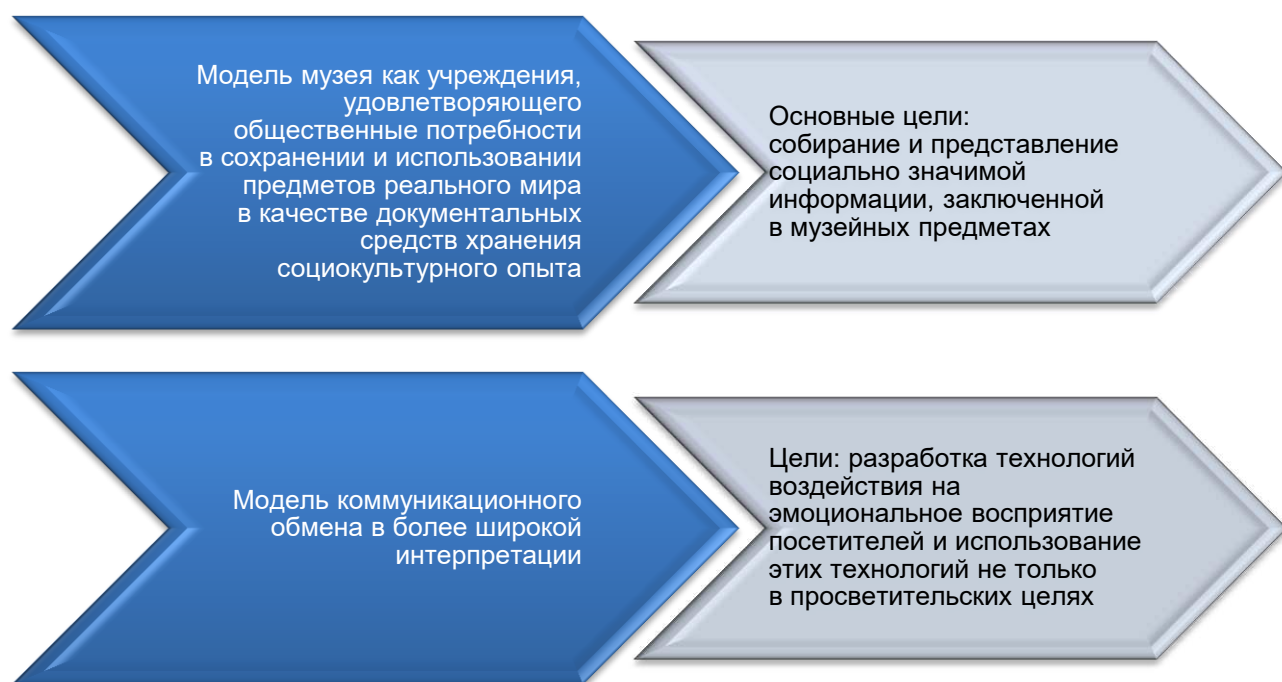 Модель музея как учреждения,
удовлетворяющего
общественные потребности
в сохранении и использовании
предметов реального мира
в качестве документальных
средств хранения
социокультурного опыта
Основные цели:
собирание и представление
социально значимой
информации, заключенной
в музейных предметах
Модель коммуникационного
обмена в более широкой
интерпретации
Цели: разработка технологий
воздействия на
эмоциональное восприятие
посетителей и использование
этих технологий не только
в просветительских целях